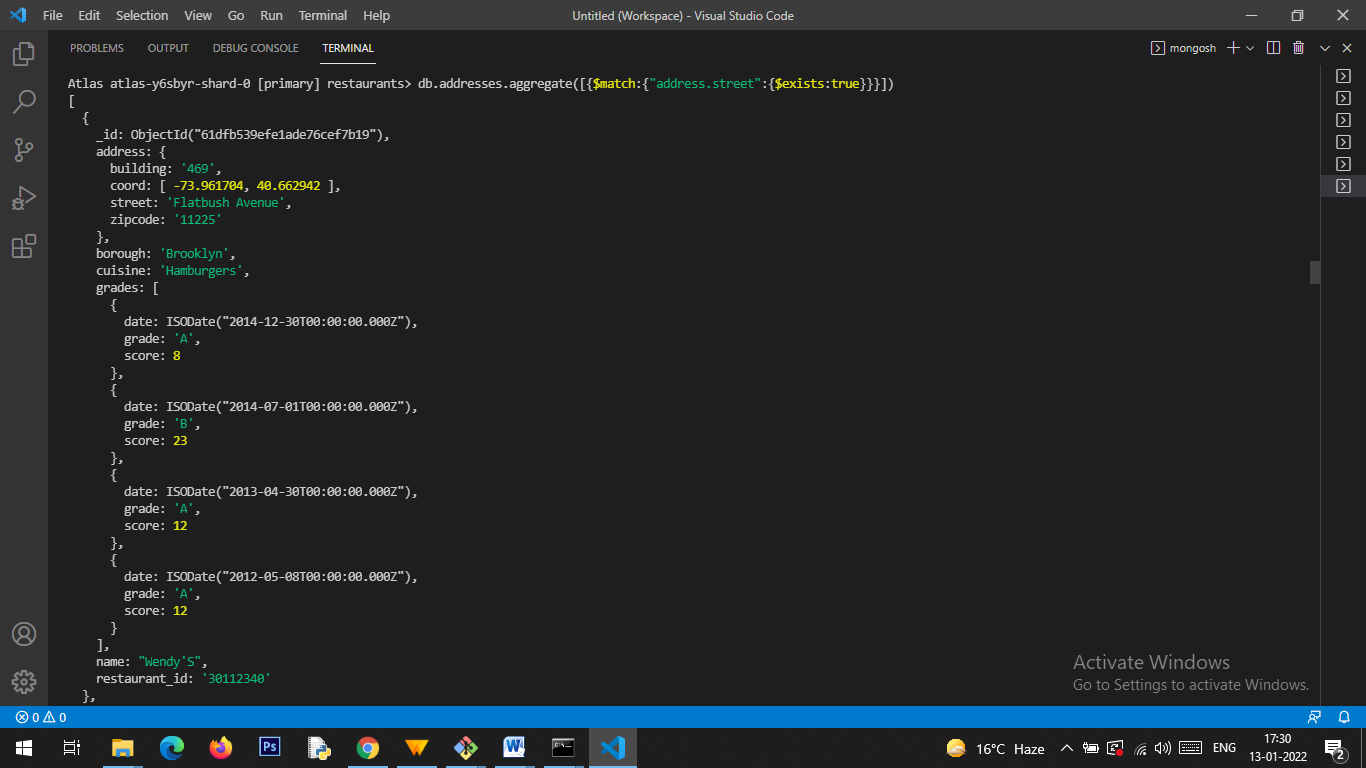 File Edit Selection View Go Run Terminal Help Untitled (Workspace) - Visual Studio Code
PROBLEMS OUTPUT DEBUG CONSOLE TERMINAL mongosh
Atlas atlas-y6sbyr-shard-0 [primary] restaurants> db.addresses.aggregate([{$match:{"address.street":{$exists:true}}}])
[
  {
    _id: ObjectId("61dfb539efe1ade76cef7b19"),
    address: {
      building: '469',
      coord: [ -73.961704, 40.662942 ],
      street: 'Flatbush Avenue',
      zipcode: '11225'
    },
    borough: 'Brooklyn',
    cuisine: 'Hamburgers',
    grades: [
      {
        date: ISODate("2014-12-30T00:00:00.000Z"),
        grade: 'A',
        score: 8
      },
      {
        date: ISODate("2014-07-01T00:00:00.000Z"),
        grade: 'B',
        score: 23
      },
      {
        date: ISODate("2013-04-30T00:00:00.000Z"),
        grade: 'A',
        score: 12
      },
      {
        date: ISODate("2012-05-08T00:00:00.000Z"),
        grade: 'A',
        score: 12
      }
    ],
    name: "Wendy'S",
    restaurant_id: '30112340'
  },
Activate Windows
Go to Settings to activate Windows.
0 0
Ps W 16°C Haze ENG 17:30
13-01-2022 2